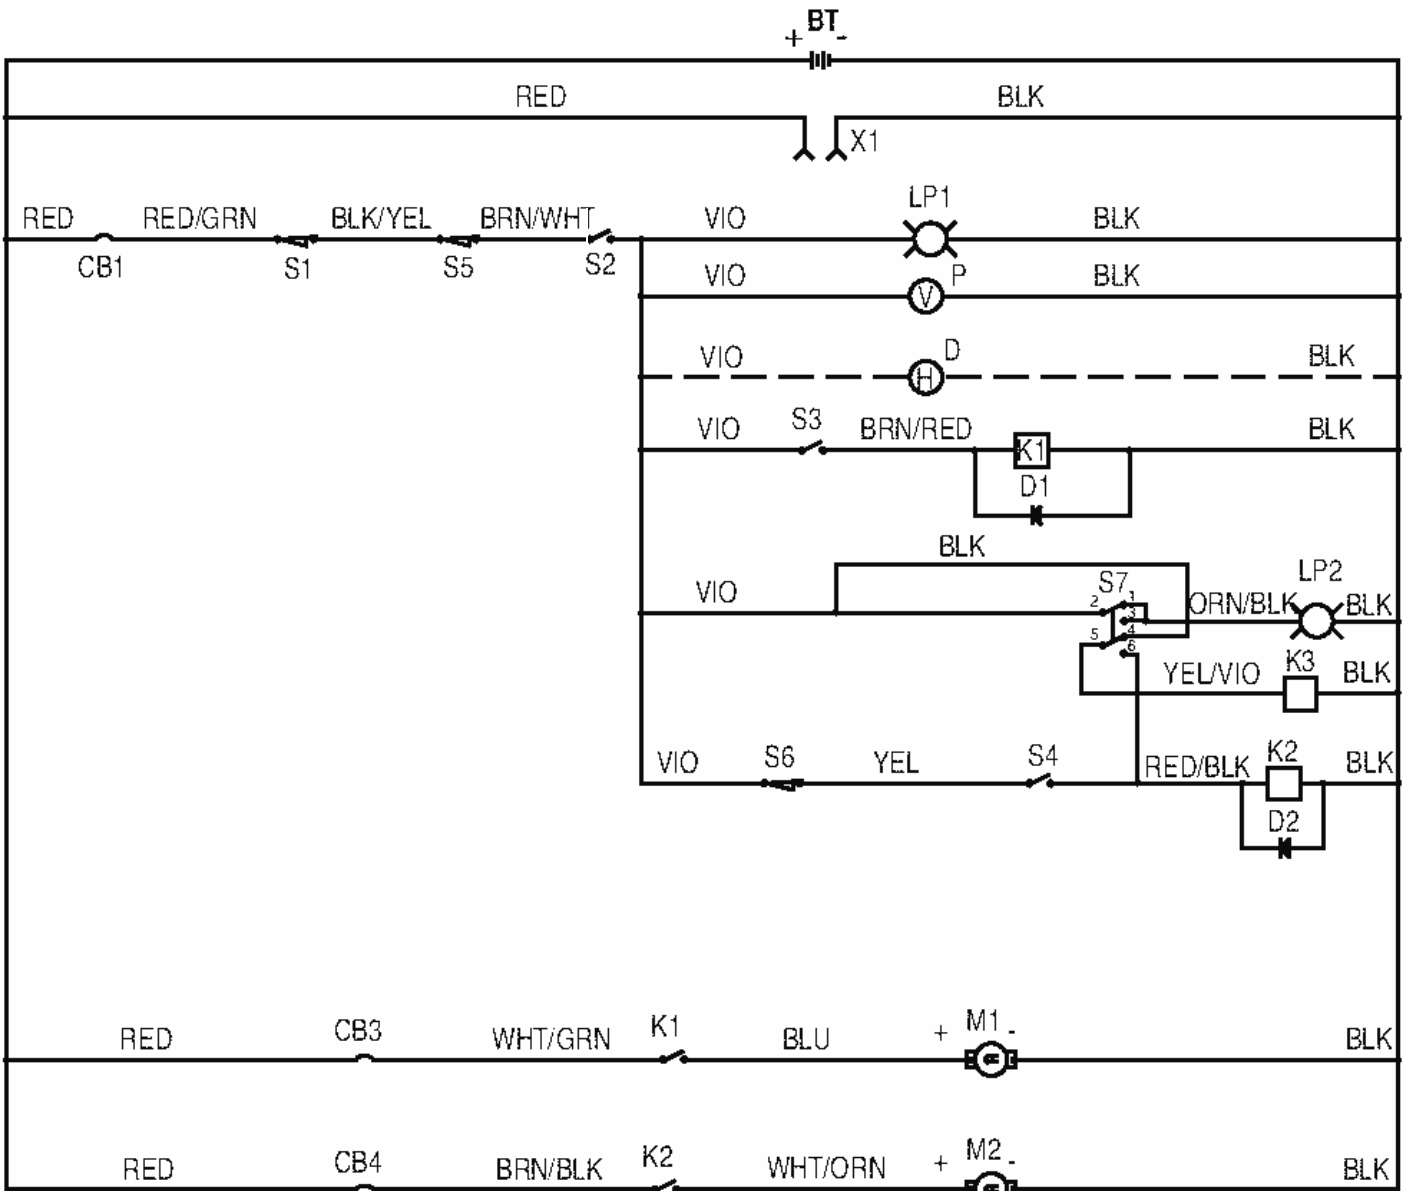 BT
+ -
RED BLK
X1
LP1
RED RED/GRN BLK/YEL BRN/WHT VIO BLK
CB1 S1 S5 S2
VIO P BLK
V
VIO D BLK
H
VIO S3 BRN/RED BLK
K1
D1
BLK
VIO S7 LP2
2 1 ORN/BLK BLK
3
5 4
6
YEL/VIO K3 BLK
VIO S6 YEL S4 RED/BLK K2 BLK
D2
RED CB3 WHT/GRN K1 BLU + M1 - BLK
RED CB4 BRN/BLK K2 WHT/ORN + M2 - BLK